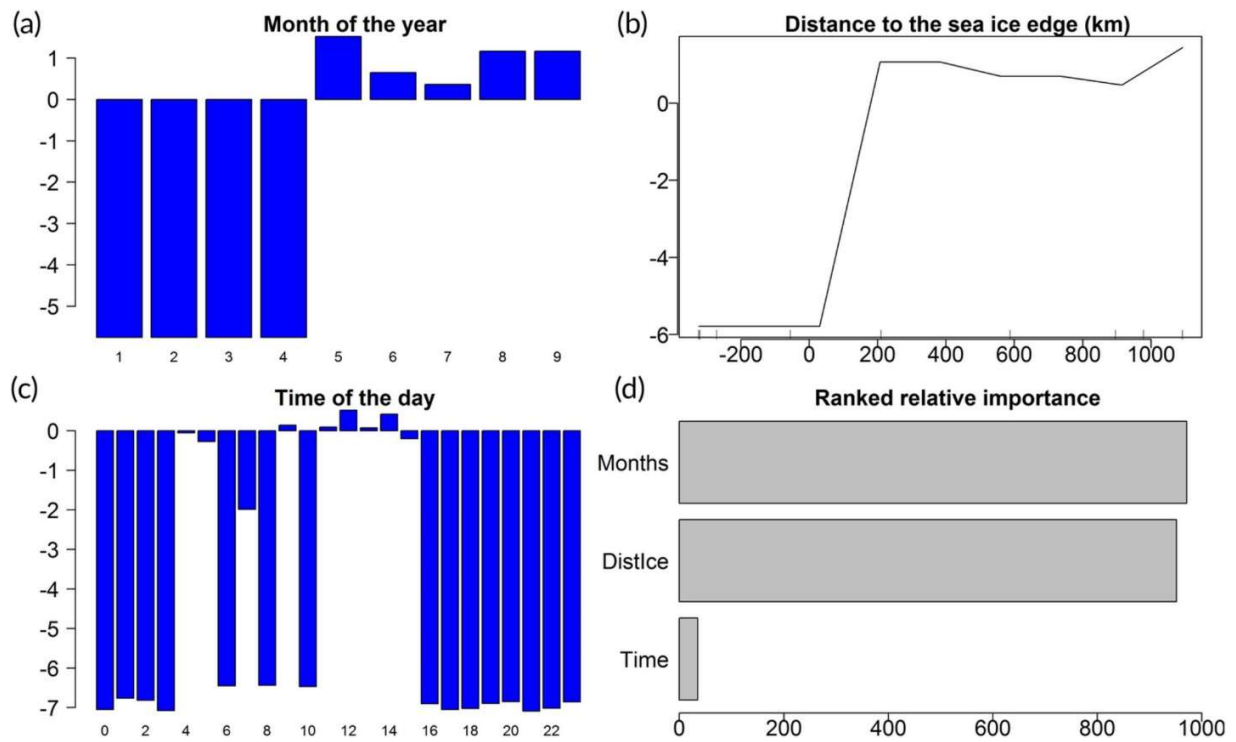 (a)
Month of the year
1
0
-1
-2
-3
-4
-5
1 2 3 4 5 6 7 8 9
(b)
Distance to the sea ice edge (km)
0
-2
-4
-6
-200 0 200 400 600 800 1000
(c)
Time of the day
0
-1
-2
-3
-4
-5
-6
-7
0 2 4 6 8 10 12 14 16 18 20 22
(d)
Ranked relative importance
Months
DistIce
Time
0 200 400 600 800 1000